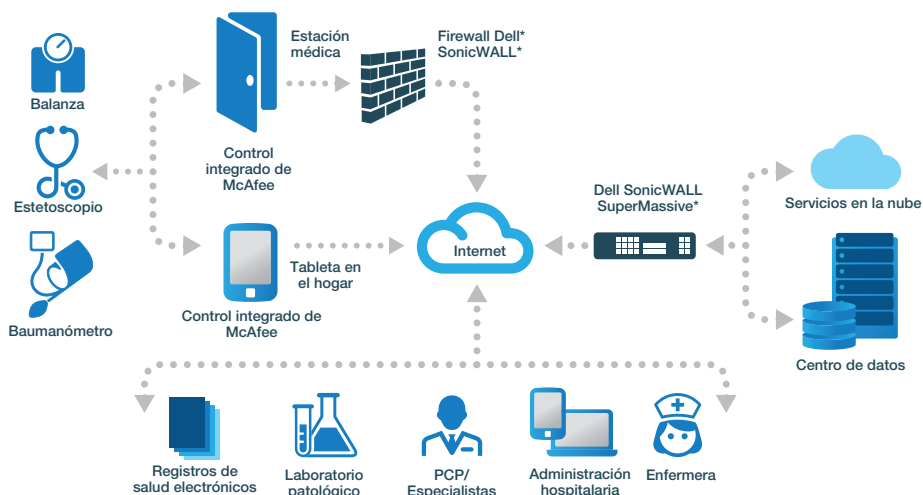 Balanza
Estetoscopio
Baumanómetro
Estación
médica
Firewall Dell*
SonicWALL*
Control
integrado de
McAfee
Tableta en
el hogar
Control integrado de
McAfee
Internet
Dell SonicWALL
SuperMassive*
Servicios en la nube
Centro de datos
Registros de
salud electrónicos
Laboratorio
patológico
PCP/
Especialistas
Administración
hospitalaria
Enfermera